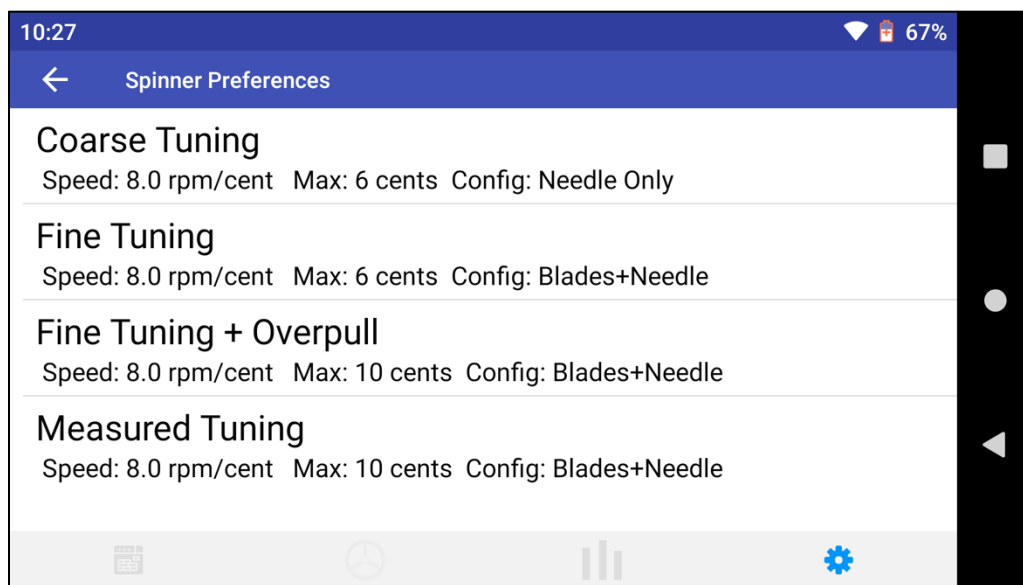 10:27 67%
Spinner Preferences
Coarse Tuning
Speed: 8.0 rpm/cent Max: 6 cents Config: Needle Only
Fine Tuning
Speed: 8.0 rpm/cent Max: 6 cents Config: Blades+Needle
Fine Tuning + Overpull
Speed: 8.0 rpm/cent Max: 10 cents Config: Blades+Needle
Measured Tuning
Speed: 8.0 rpm/cent Max: 10 cents Config: Blades+Needle